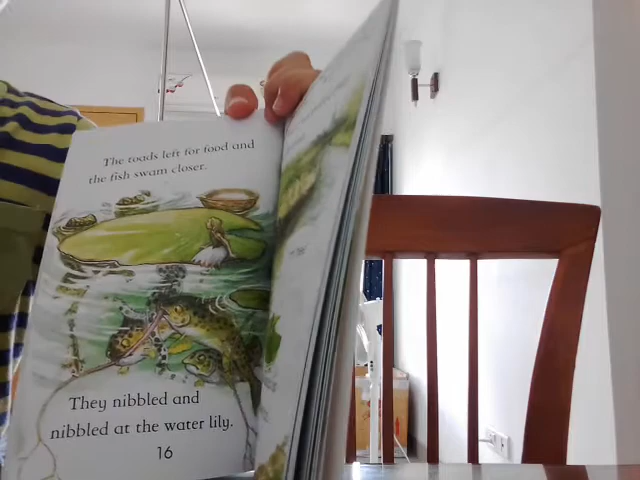 The toads left for food and
the fish swam closer.
They nibbled and
nibbled at the water lily.
16